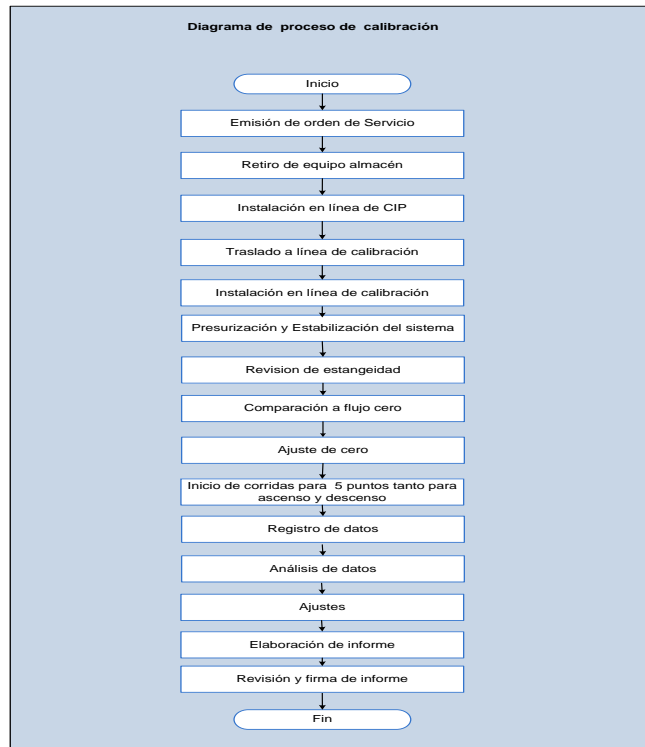 Diagrama de proceso de calibración
Inicio
Emisión de orden de Servicio
Retiro de equipo almacén
Instalación en línea de CIP
Traslado a línea de calibración
Instalación en línea de calibración
Presurización y Estabilización del sistema
Revision de estangeidad
Comparación a flujo cero
Ajuste de cero
Inicio de corridas para 5 puntos tanto para
ascenso y descenso
Registro de datos
Análisis de datos
Ajustes
Elaboración de informe
Revisión y firma de informe
Fin